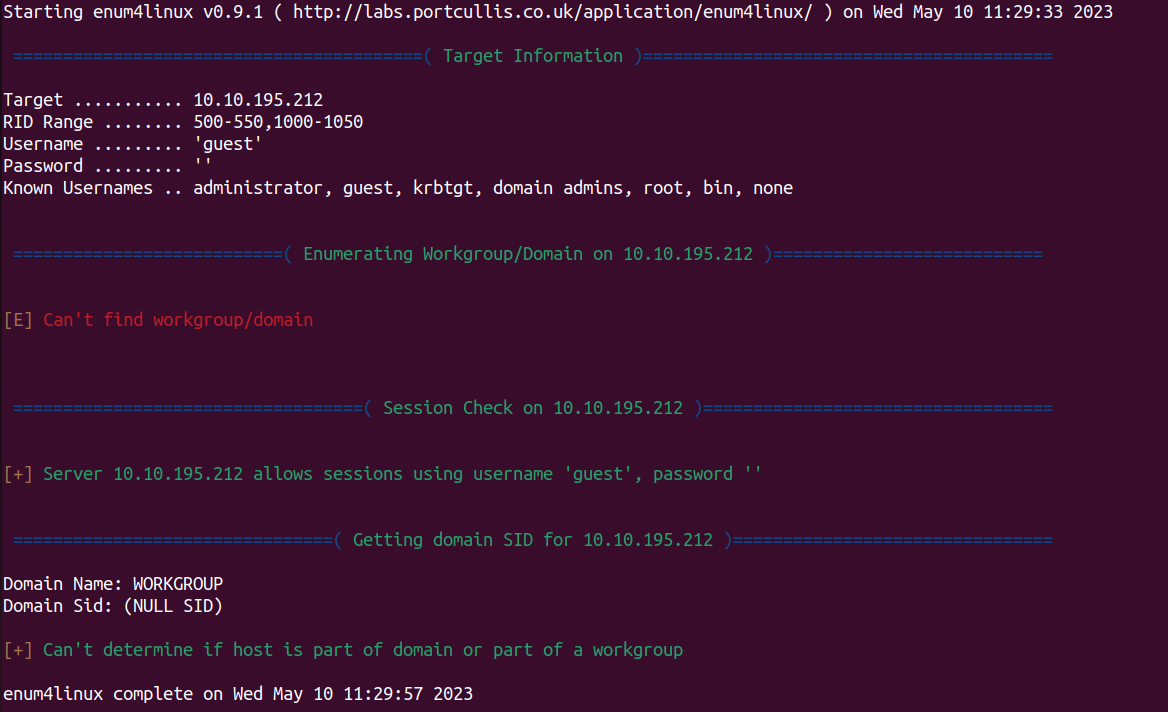 Starting enum4linux v0.9.1 ( http://labs.portcullis.co.uk/application/enum4linux/ ) on Wed May 10 11:29:33 2023
=========================================( Target Information )=========================================
Target ........... 10.10.195.212
RID Range ........ 500-550,1000-1050
Username ......... 'guest'
Password ......... ''
Known Usernames .. administrator, guest, krbtgt, domain admins, root, bin, none
===========================( Enumerating Workgroup/Domain on 10.10.195.212 )===========================
[E] Can't find workgroup/domain
===================================( Session Check on 10.10.195.212 )===================================
[+] Server 10.10.195.212 allows sessions using username 'guest', password ''
================================( Getting domain SID for 10.10.195.212 )================================
Domain Name: WORKGROUP
Domain Sid: (NULL SID)
[+] Can't determine if host is part of domain or part of a workgroup
enum4linux complete on Wed May 10 11:29:57 2023